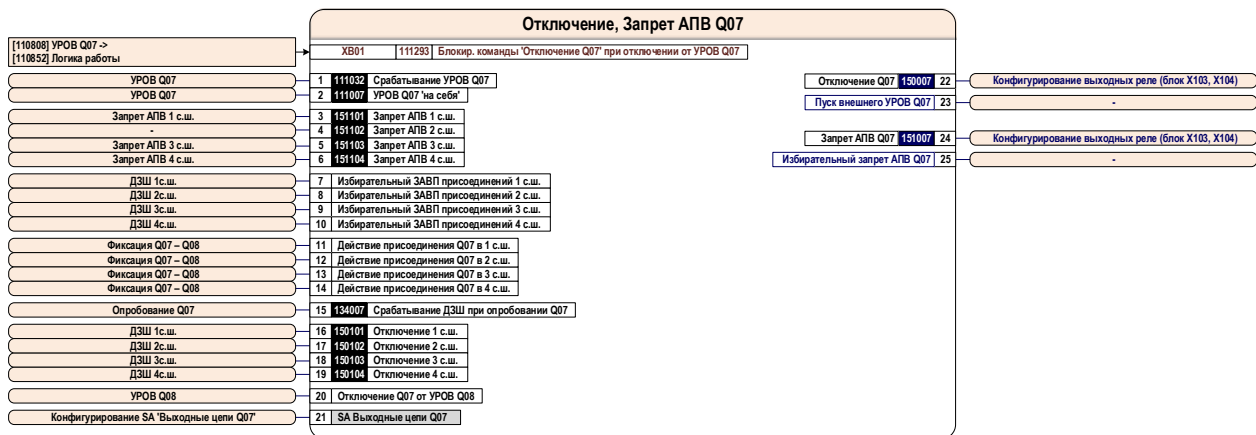 Отключение, Запрет АПВ Q07
[110808] УРОВ Q07 ->
[110852] Логика работы
XB01 111293 Блокир. команды 'Отключение Q07' при отключении от УРОВ Q07
УРОВ Q07 1 111032 Срабатывание УРОВ Q07
УРОВ Q07 2 111007 УРОВ Q07 'на себя'
Запрет АПВ 1 с.ш. 3 151101 Запрет АПВ 1 с.ш.
- 4 151102 Запрет АПВ 2 с.ш.
Запрет АПВ 3 с.ш. 5 151103 Запрет АПВ 3 с.ш.
Запрет АПВ 4 с.ш. 6 151104 Запрет АПВ 4 с.ш.
ДЗШ 1с.ш. 7 Избирательный ЗАВП присоединений 1 с.ш.
ДЗШ 2с.ш. 8 Избирательный ЗАВП присоединений 2 с.ш.
ДЗШ 3с.ш. 9 Избирательный ЗАВП присоединений 3 с.ш.
ДЗШ 4с.ш. 10 Избирательный ЗАВП присоединений 4 с.ш.
Фиксация Q07 – Q08 11 Действие присоединения Q07 в 1 с.ш.
Фиксация Q07 – Q08 12 Действие присоединения Q07 в 2 с.ш.
Фиксация Q07 – Q08 13 Действие присоединения Q07 в 3 с.ш.
Фиксация Q07 – Q08 14 Действие присоединения Q07 в 4 с.ш.
Опробование Q07 15 134007 Срабатывание ДЗШ при опробовании Q07
ДЗШ 1с.ш. 16 150101 Отключение 1 с.ш.
ДЗШ 2с.ш. 17 150102 Отключение 2 с.ш.
ДЗШ 3с.ш. 18 150103 Отключение 3 с.ш.
ДЗШ 4с.ш. 19 150104 Отключение 4 с.ш.
УРОВ Q08 20 Отключение Q07 от УРОВ Q08
Конфигурирование SA 'Выходные цепи Q07' 21 SA Выходные цепи Q07
Отключение Q07 150007 22 Конфигурирование выходных реле (блок X103, X104)
Пуск внешнего УРОВ Q07 23 -
Запрет АПВ Q07 151007 24 Конфигурирование выходных реле (блок X103, X104)
Избирательный запрет АПВ Q07 25 -